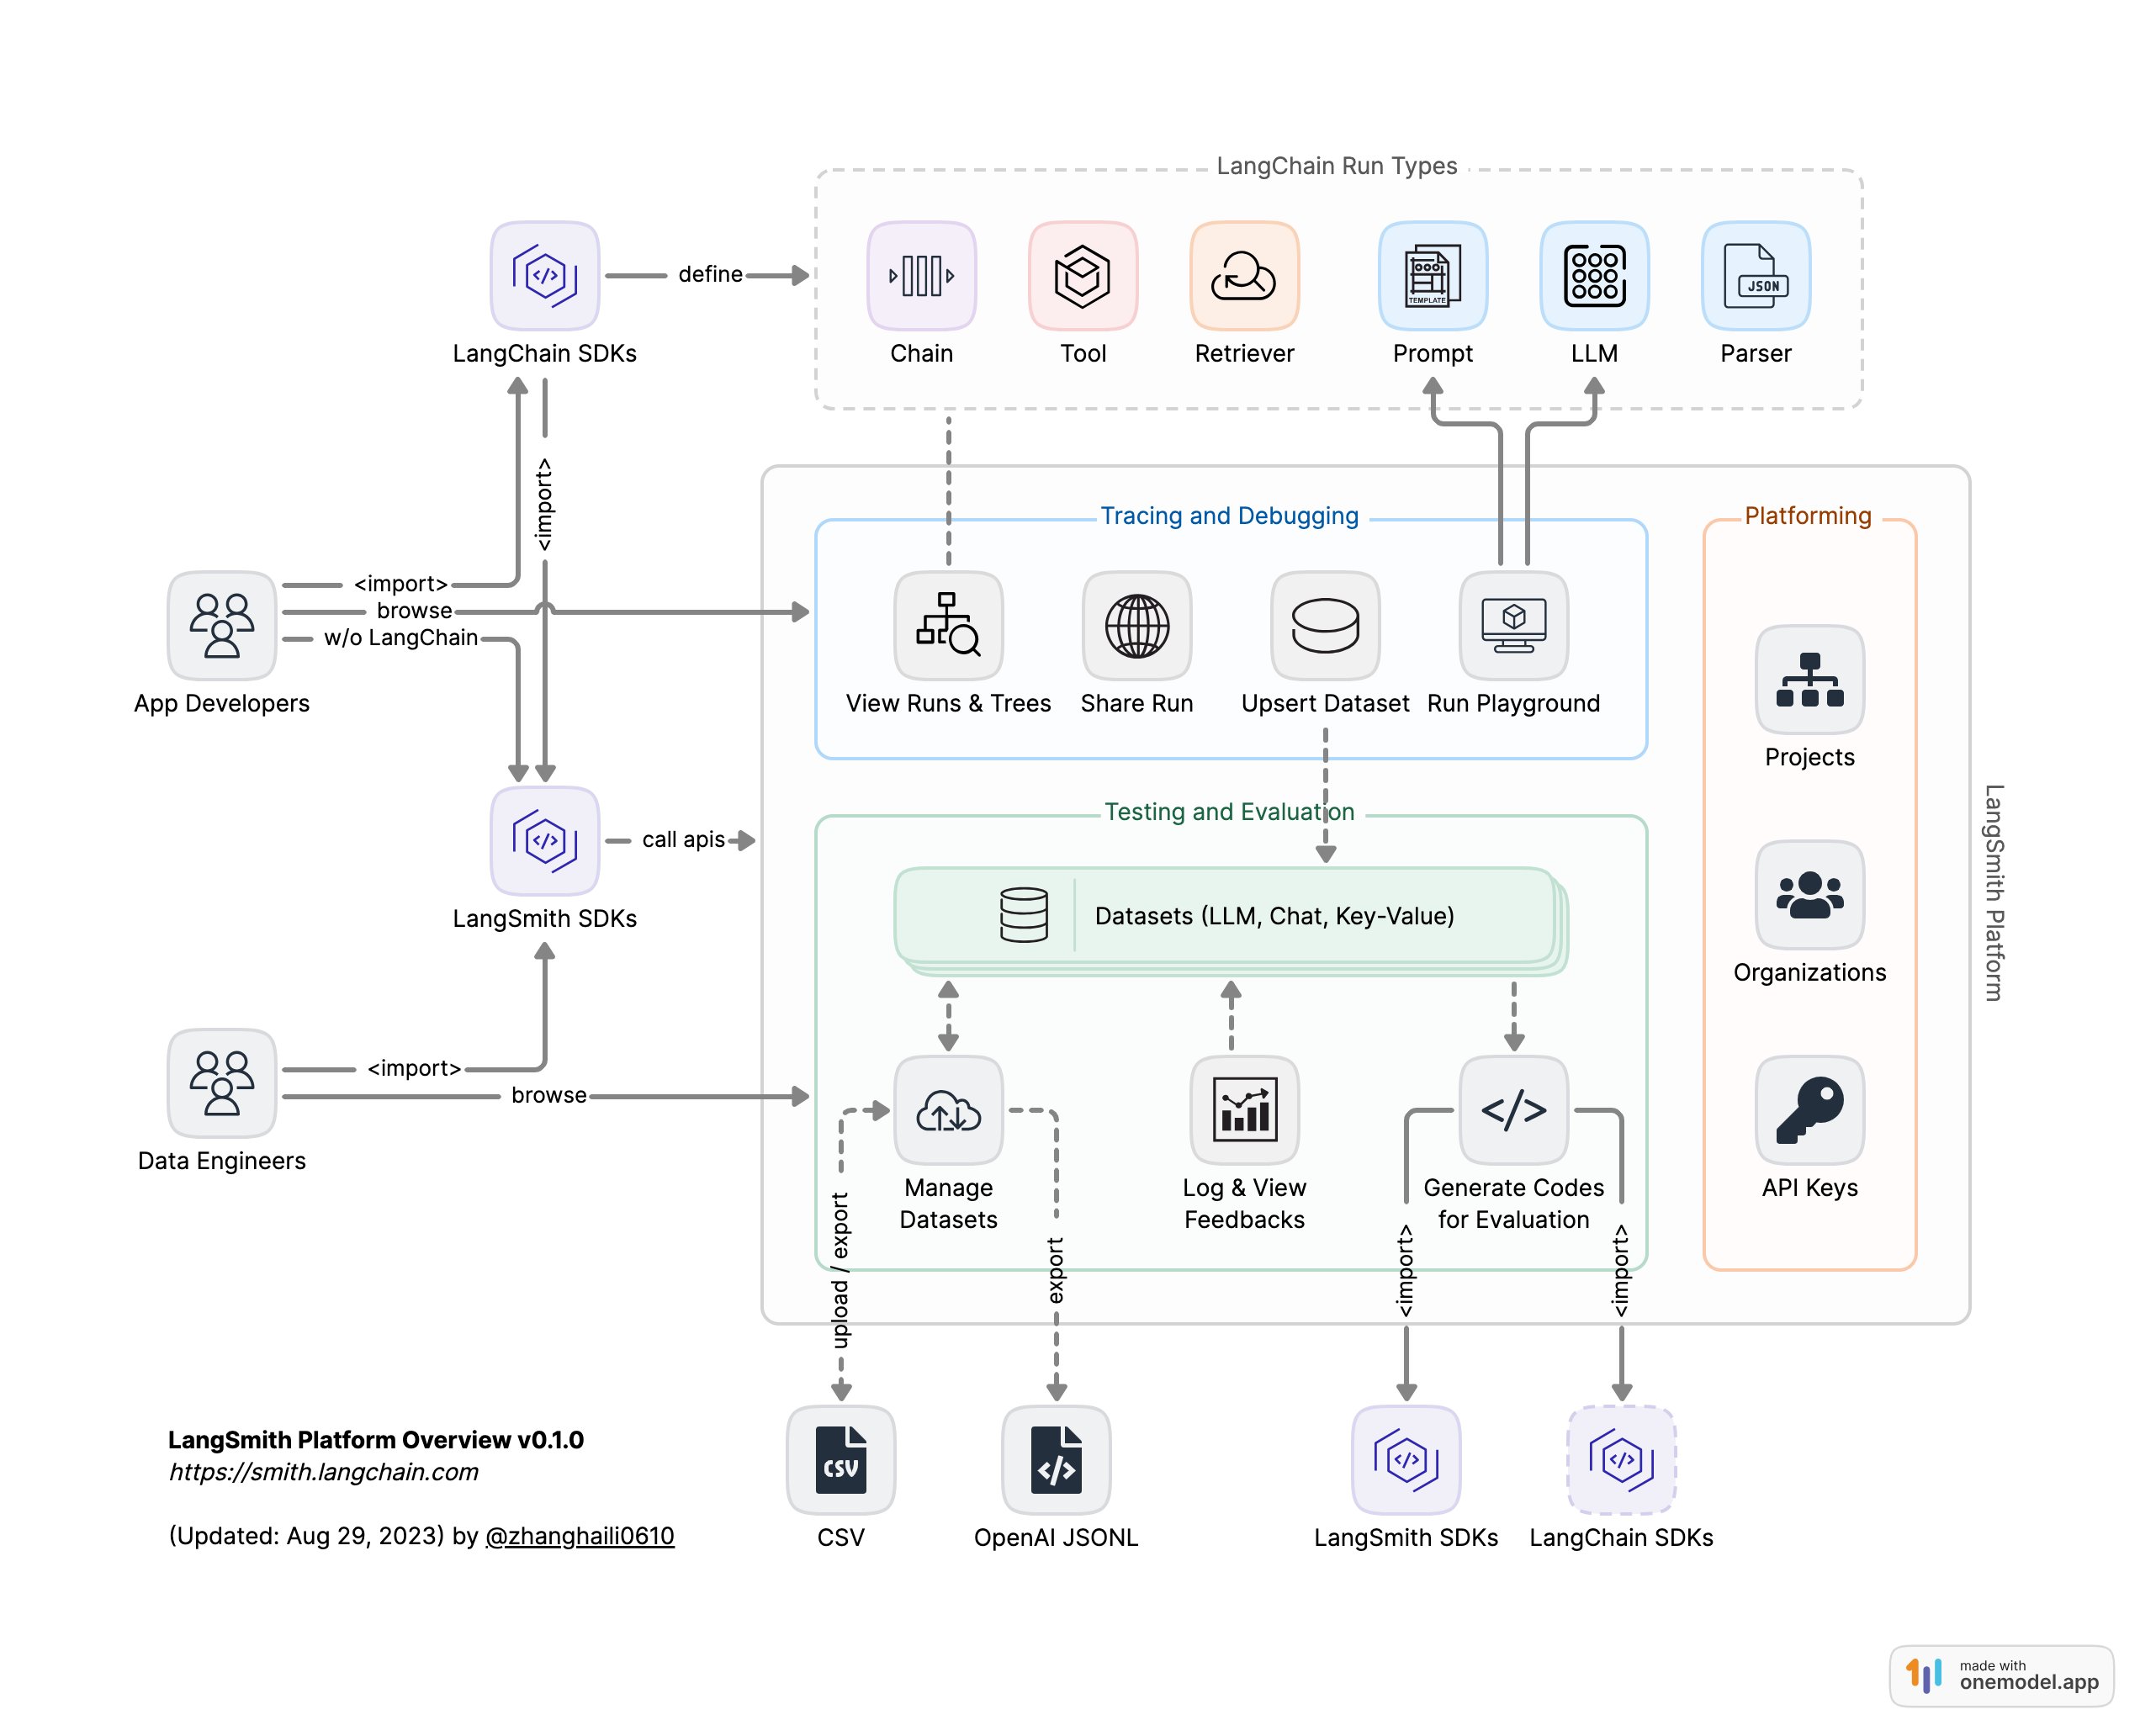 LangChain Run Types
LangChain SDKs
define
Chain
Tool
Retriever
TEMPLATE
Prompt
LLM
JSON
Parser
<import>
<import>
browse
w/o LangChain
App Developers
Tracing and Debugging
View Runs & Trees
Share Run
Upsert Dataset
Run Playground
Platforming
Projects
Organizations
API Keys
LangSmith Platform
LangSmith SDKs
call apis
Testing and Evaluation
Datasets (LLM, Chat, Key-Value)
<import>
browse
Data Engineers
Manage
Datasets
Log & View
Feedbacks
</>
Generate Codes
for Evaluation
upload / export
export
<import>
<import>
CSV
CSV
</>
OpenAI JSONL
LangSmith SDKs
LangChain SDKs
LangSmith Platform Overview v0.1.0
https://smith.langchain.com
(Updated: Aug 29, 2023) by @zhanghaili0610
made with
onemodel.app